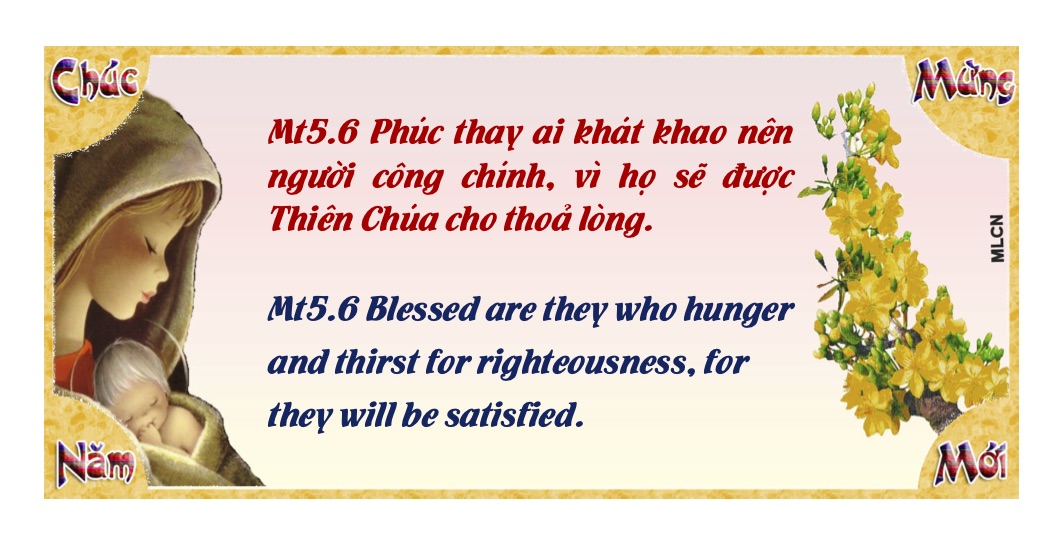 Chúc
Mừng
Mt5.6 Phúc thay ai khát khao nên
người công chính, vì họ sẽ được
Thiên Chúa cho thoả lòng.
MLCN
Mt5.6 Blessed are they who hunger
and thirst for righteousness, for
they will be satisfied.
Năm
Mới